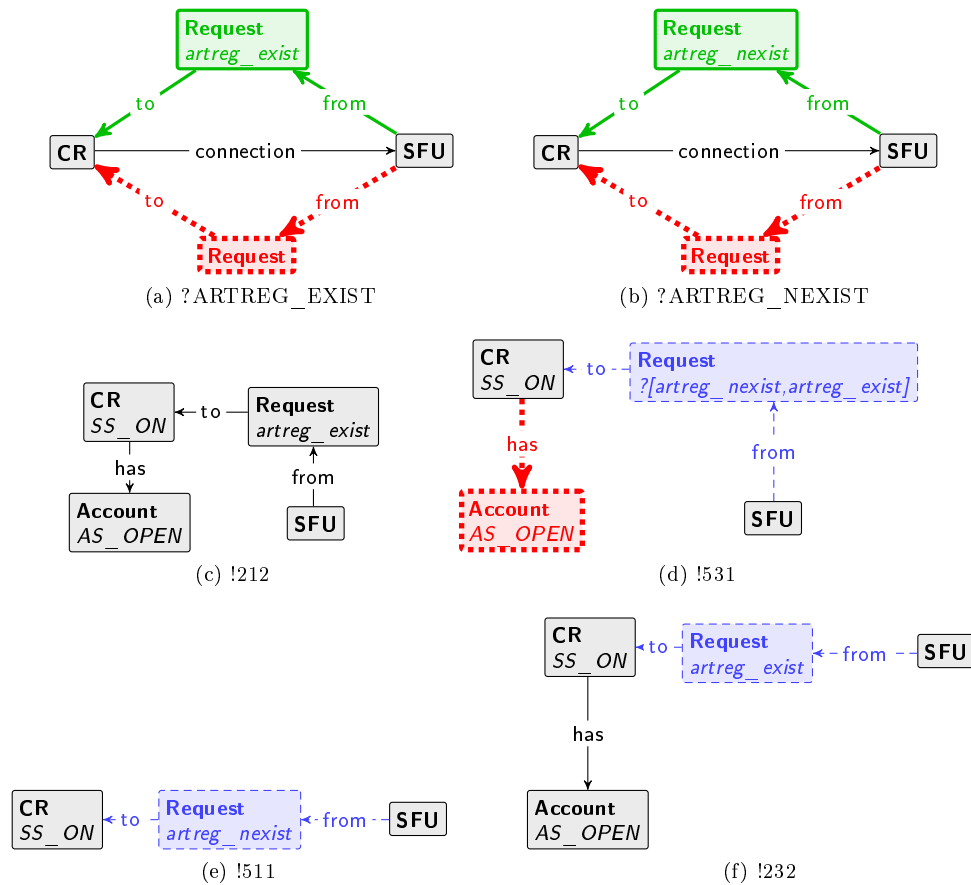 Request
artreg_exist
to
from
CR
connection
SFU
to
from
Request
(a) ?ARTREG_EXIST
Request
artreg_nexist
to
from
CR
connection
SFU
to
from
Request
(b) ?ARTREG_NEXIST
CR
SS_ON
to
Request
artreg_exist
has
from
Account
AS_OPEN
SFU
(c) !212
CR
SS_ON
to
Request
?[artreg_nexist,artreg_exist]
has
from
Account
AS_OPEN
SFU
(d) !531
CR
SS_ON
to
Request
artreg_nexist
from
SFU
(e) !511
CR
SS_ON
to
Request
artreg_exist
from
SFU
has
Account
AS_OPEN
(f) !232